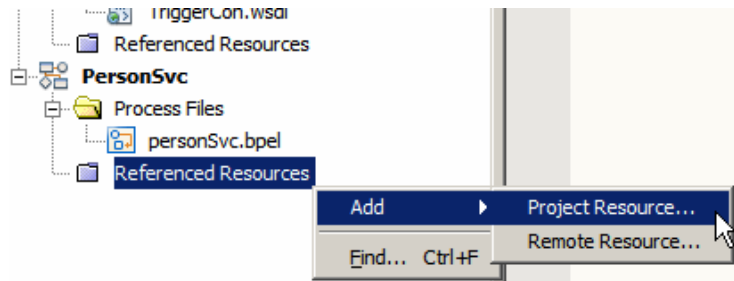 TriggerCon.wsdl
Referenced Resources
PersonSvc
Process Files
personSvc.bpel
Referenced Resources
Add
Project Resource...
Remote Resource...
Find... Ctrl+F